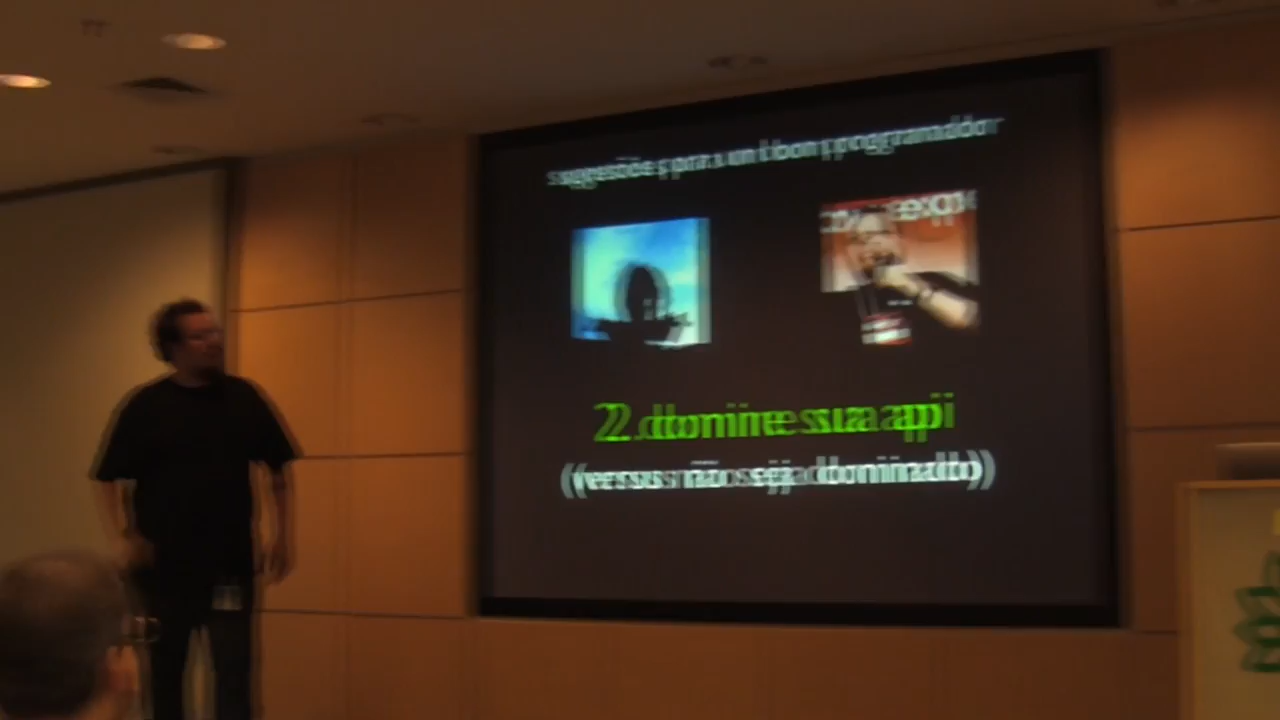 sugestões para um bom programador
2. domine sua api
(versus não seja dominado)